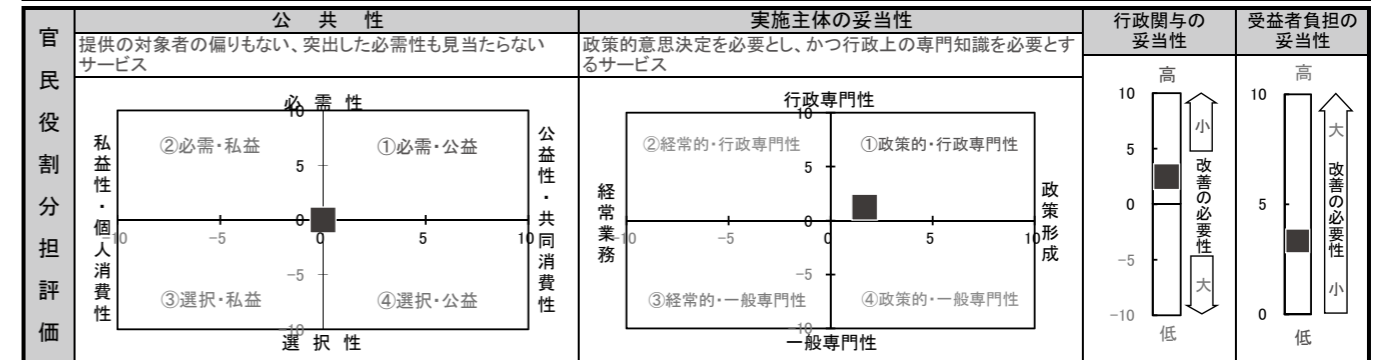 官民役割分担評価
公共性
提供の対象者の偏りもない、突出した必需性も見当たらない
サービス
必需性
10
②必需・私益
①必需・公益
5
私益性・個人消費性
公益性・共同消費性
0
-10
-5
0
5
10
-5
③選択・私益
④選択・公益
-10
選択性
実施主体の妥当性
政策的意思決定を必要とし、かつ行政上の専門知識を必要とす
るサービス
行政専門性
10
②経常的・行政専門性
①政策的・行政専門性
5
経常業務
政策形成
0
-10
-5
0
5
10
-5
③経常的・一般専門性
④政策的・一般専門性
-10
一般専門性
行政関与の
妥当性
高
10
5
0
-5
-10
低
小
改善の必要性
大
受益者負担の
妥当性
高
10
5
0
低
大
改善の必要性
小